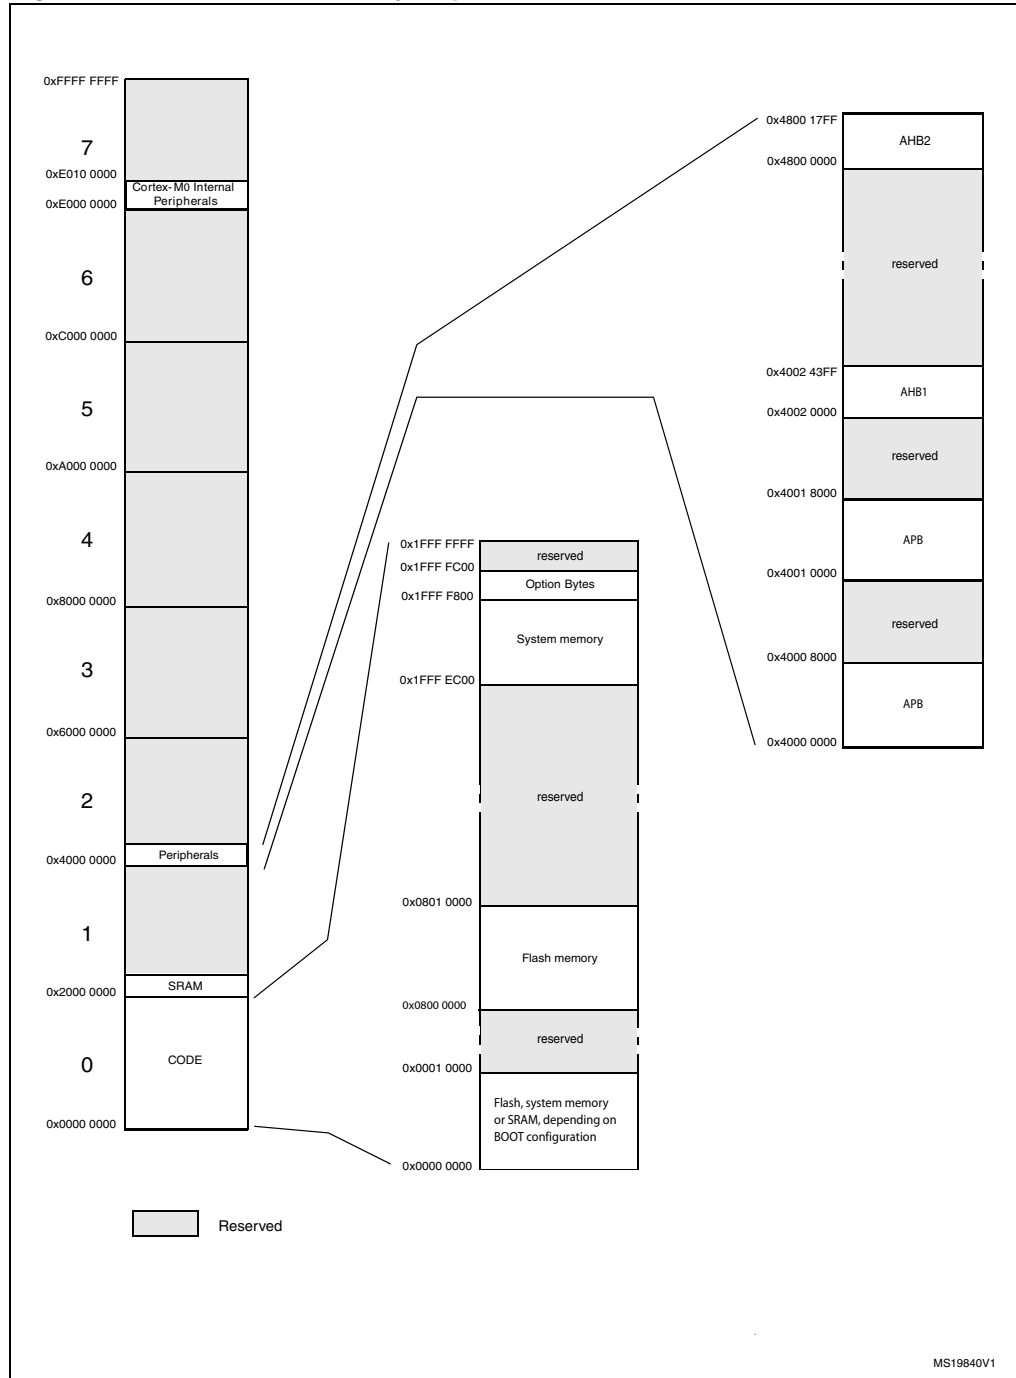 0xFFFF FFFF
7
0xE010 0000
Cortex-M0 Internal
Peripherals
0xE000 0000
6
0xC000 0000
5
0xA000 0000
4
0x8000 0000
3
0x6000 0000
2
0x4000 0000
Peripherals
1
0x2000 0000
SRAM
0
CODE
0x0000 0000
0x1FFF FFFF
reserved
0x1FFF FC00
Option Bytes
0x1FFF F800
System memory
0x1FFF EC00
reserved
0x0801 0000
Flash memory
0x0800 0000
reserved
0x0001 0000
Flash, system memory
or SRAM, depending on
BOOT configuration
0x0000 0000
0x4800 17FF
AHB2
0x4800 0000
reserved
0x4002 43FF
AHB1
0x4002 0000
reserved
0x4001 8000
APB
0x4001 0000
reserved
0x4000 8000
APB
0x4000 0000
Reserved
MS19840V1